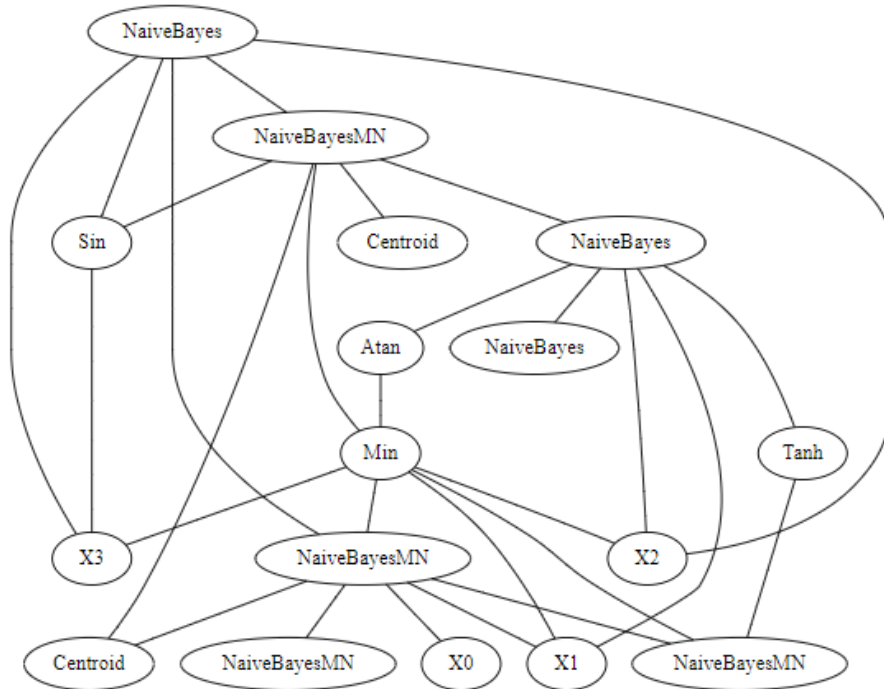 NaiveBayes
NaiveBayesMN
Sin
Centroid
NaiveBayes
Atan
NaiveBayes
Min
Tanh
X3
NaiveBayesMN
X2
Centroid
NaiveBayesMN
X0
X1
NaiveBayesMN